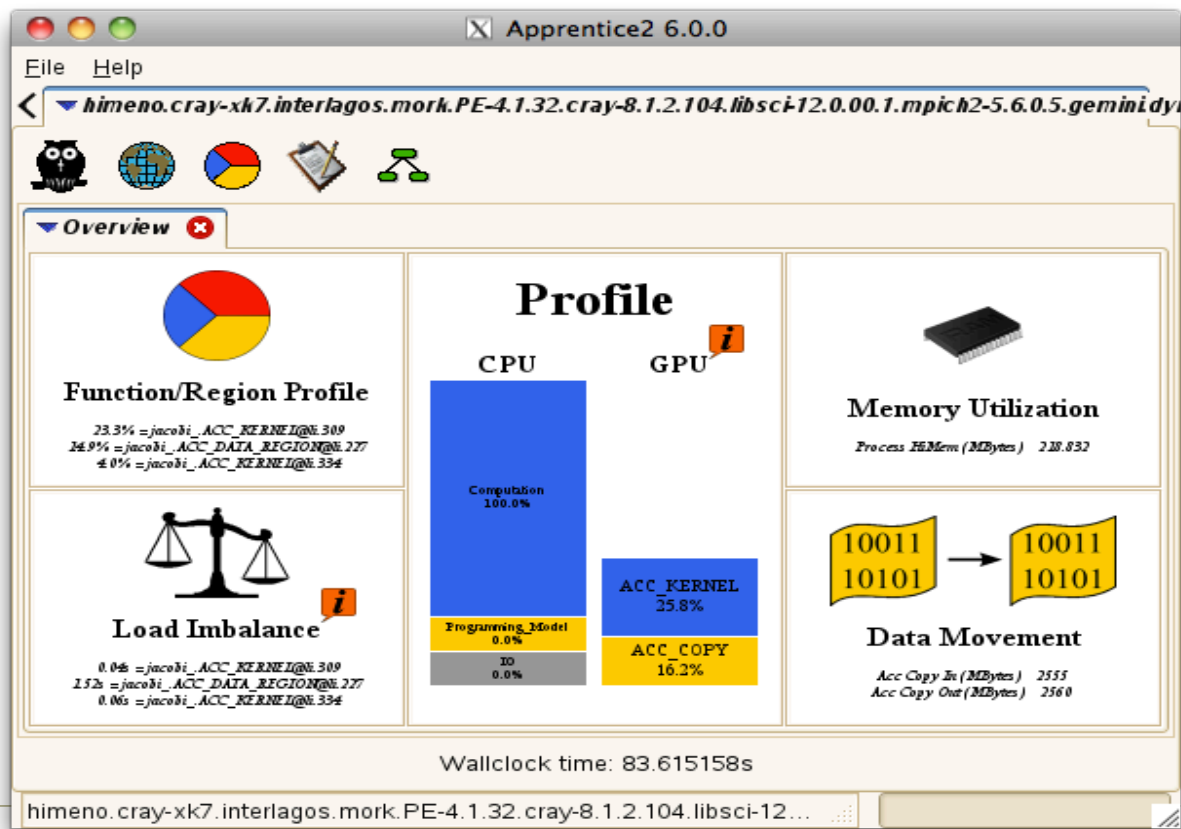 X Apprentice2 6.0.0
File Help
himeno.cray-xk7.interlagos.mork.PE-4.1.32.cray-8.1.2.104.libsci-12.0.00.1.mpich2-5.6.0.5.gemini.dy
Overview
Function/Region Profile
23.3% =jacobi_.ACC_KERNEL@li.309
14.9% =jacobi_.ACC_DATA_REGION@li.227
4.0% =jacobi_.ACC_KERNEL@li.334
Load Imbalance
i
0.04s =jacobi_.ACC_KERNEL@li.309
1.52s =jacobi_.ACC_DATA_REGION@li.227
0.06s =jacobi_.ACC_KERNEL@li.334
Profile
i
CPU GPU
Computation
100.0%
Programming_Model
0.0%
IO
0.0%
ACC_KERNEL
25.8%
ACC_COPY
16.2%
RAM
Memory Utilization
Process HiMem (MBytes) 218.832
10011 10011
10101 10101
Data Movement
Acc Copy In (MBytes) 2555
Acc Copy Out (MBytes) 2560
Wallclock time: 83.615158s
himeno.cray-xk7.interlagos.mork.PE-4.1.32.cray-8.1.2.104.libsci-12...